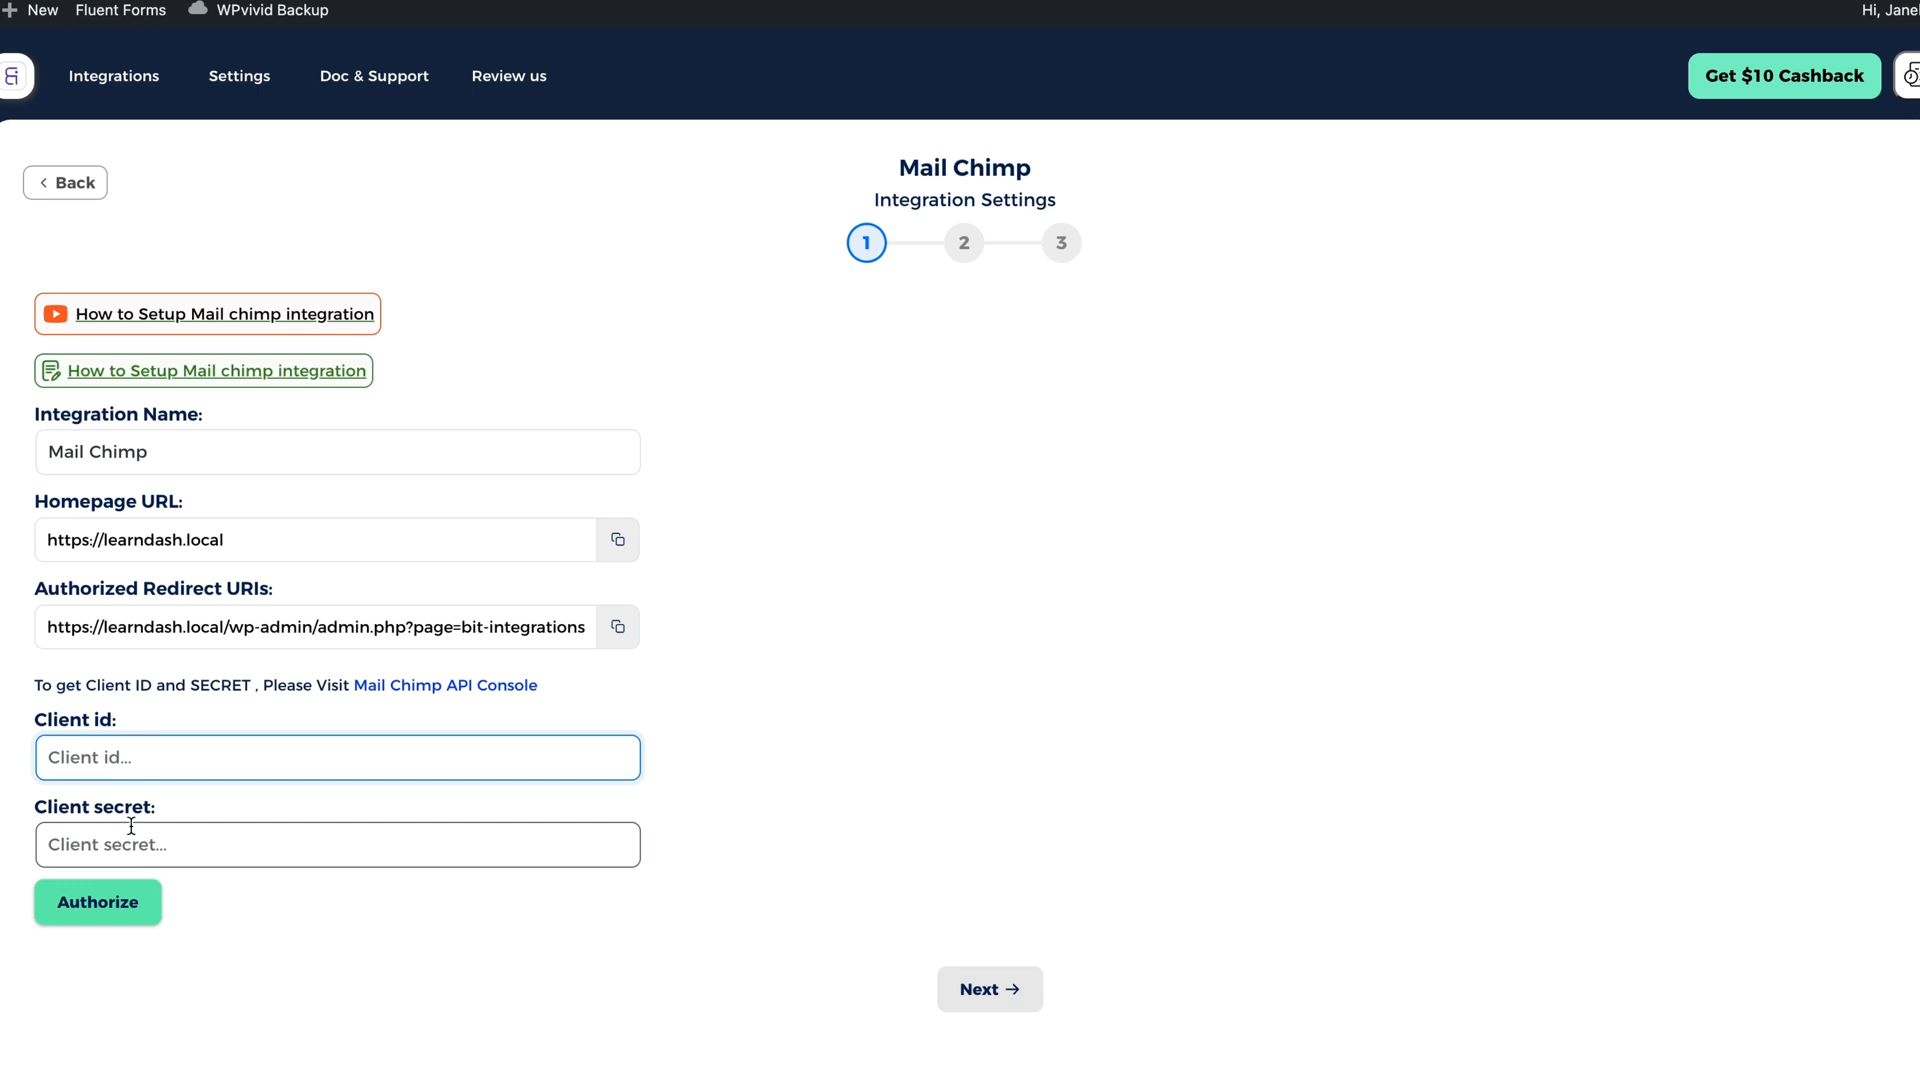 New Fluent Forms WPvivid Backup Hi, Jane
Integrations Settings Doc & Support Review us Get $10 Cashback
Back
Mail Chimp
Integration Settings
1 2 3
How to Setup Mail chimp integration
How to Setup Mail chimp integration
Integration Name:
Mail Chimp
Homepage URL:
https://learndash.local
Authorized Redirect URIs:
https://learndash.local/wp-admin/admin.php?page=bit-integrations
To get Client ID and SECRET , Please Visit Mail Chimp API Console
Client id:
Client id...
Client secret:
Client secret...
Authorize
Next →